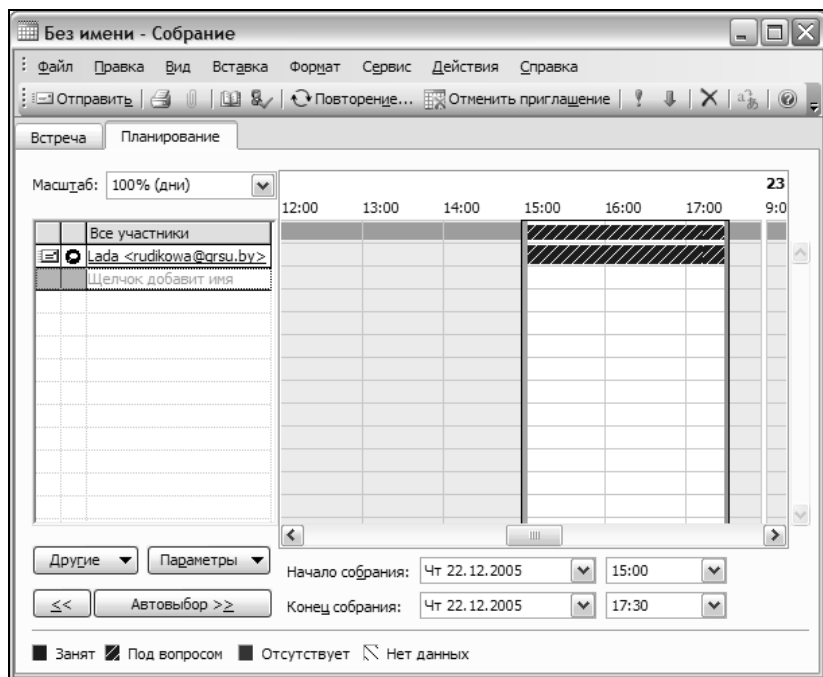 Без имени - Собрание
Файл Правка Вид Вставка Формат Сервис Действия Справка
Отправить Повторение... Отменить приглашение
Встреча Планирование
Масштаб: 100% (дни)
23
12:00 13:00 14:00 15:00 16:00 17:00 9:0
Все участники
Lada <rudikowa@grsu.by>
Щелчок добавит имя
Другие Параметры
Начало собрания: Чт 22.12.2005 15:00
<< Автовыбор >>
Конец собрания: Чт 22.12.2005 17:30
Занят Под вопросом Отсутствует Нет данных